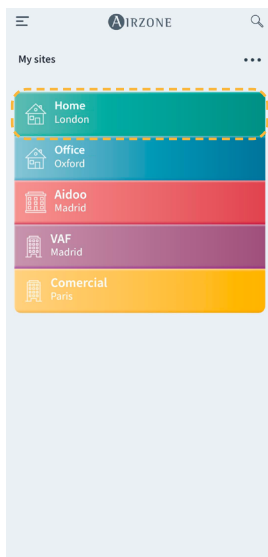 AIRZONE
My sites
Home
London
Office
Oxford
Aidoo
Madrid
VAF
Madrid
Comercial
Paris